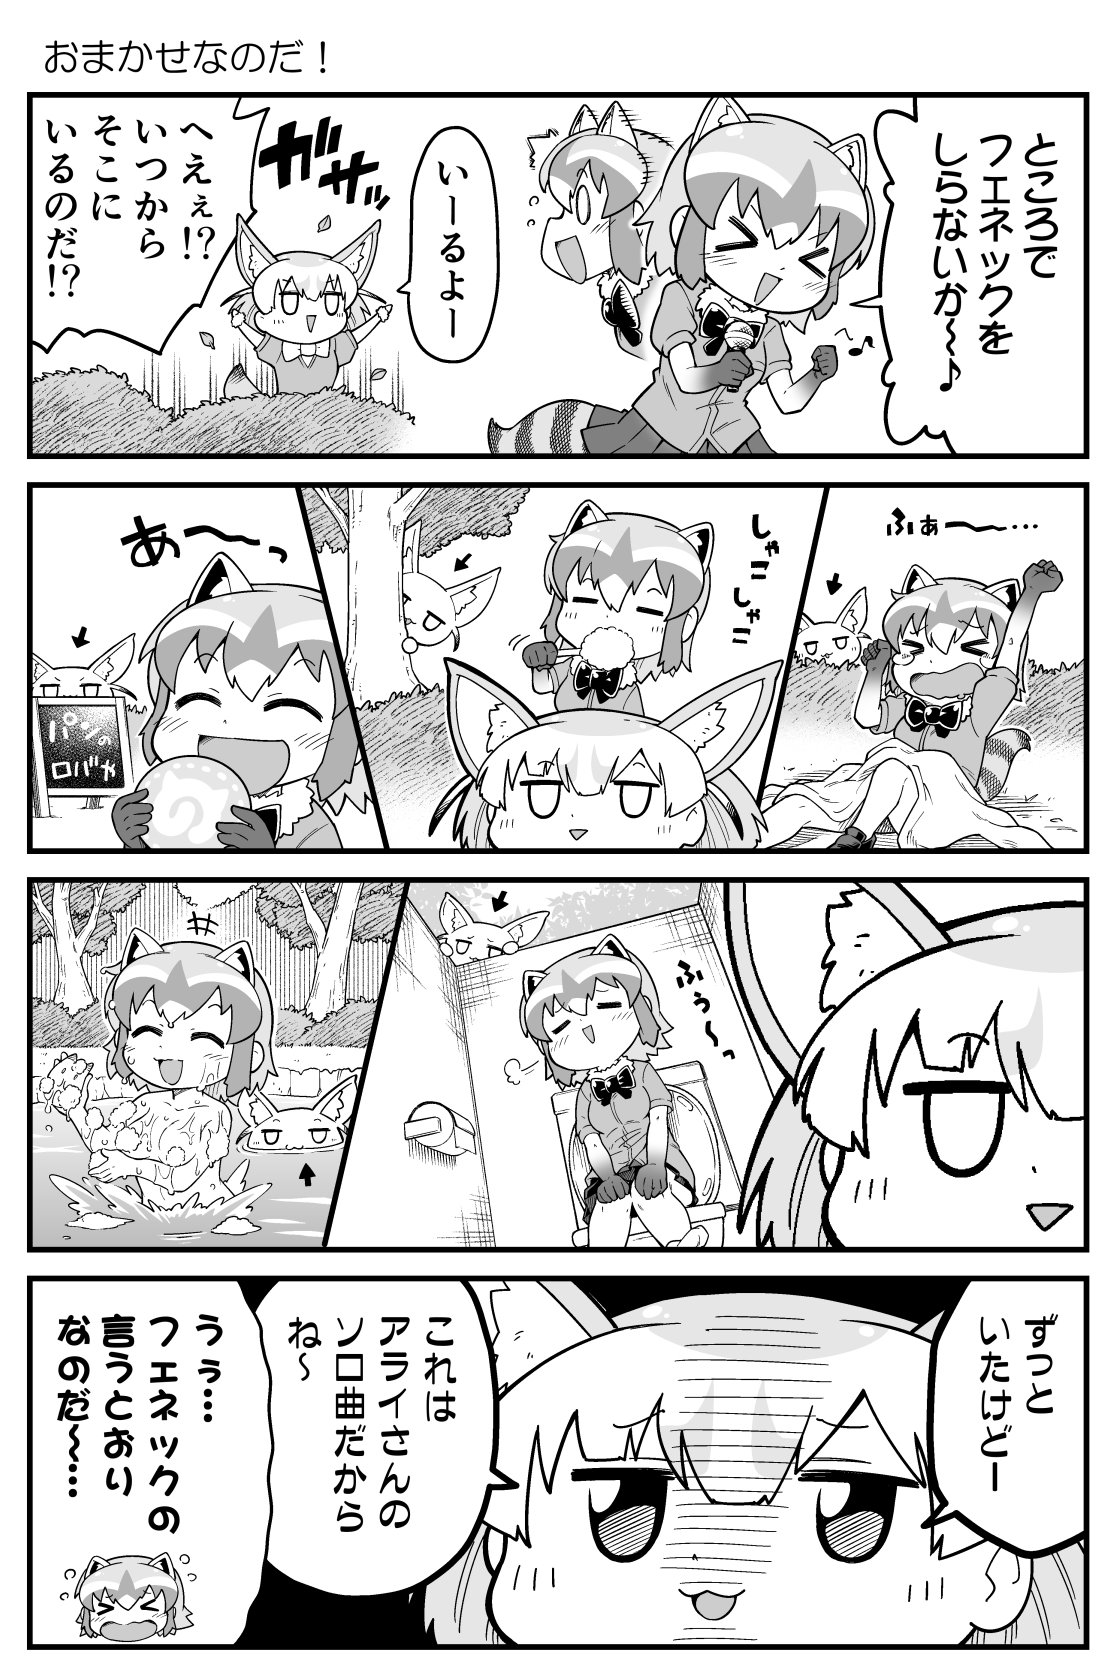 おまかせなのだ！
ところで
フェネックを
しらないか〜♪
いーるよー
ガサッ
へえぇ!?
いつから
そこに
いるのだ!?
ふぁ〜…
しゃこ
しゃこ
あ〜っ
パンの
ロバや
ふぅ〜っ
ずっと
いたけどー
これは
アライさんの
ソロ曲だから
ね〜
うぅ…
フェネックの
言うとおり
なのだ〜…